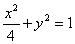 x²/4 + y² = 1